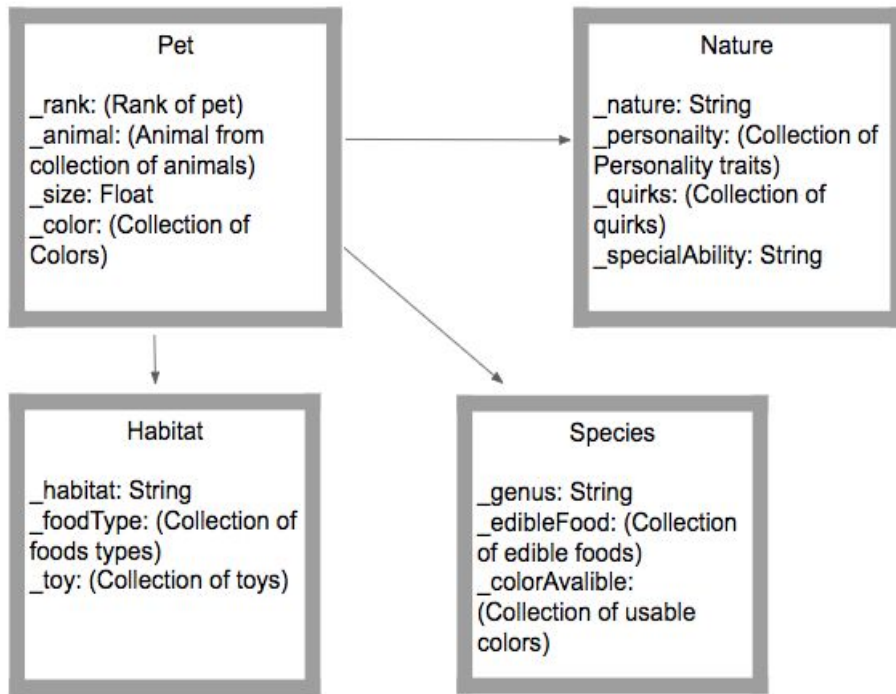 Pet
_rank: (Rank of pet)
_animal: (Animal from
collection of animals)
_size: Float
_color: (Collection of
Colors)
Nature
_nature: String
_personailty: (Collection of
Personality traits)
_quirks: (Collection of
quirks)
_specialAbility: String
Habitat
_habitat: String
_foodType: (Collection of
foods types)
_toy: (Collection of toys)
Species
_genus: String
_edibleFood: (Collection
of edible foods)
_colorAvalible:
(Collection of usable
colors)